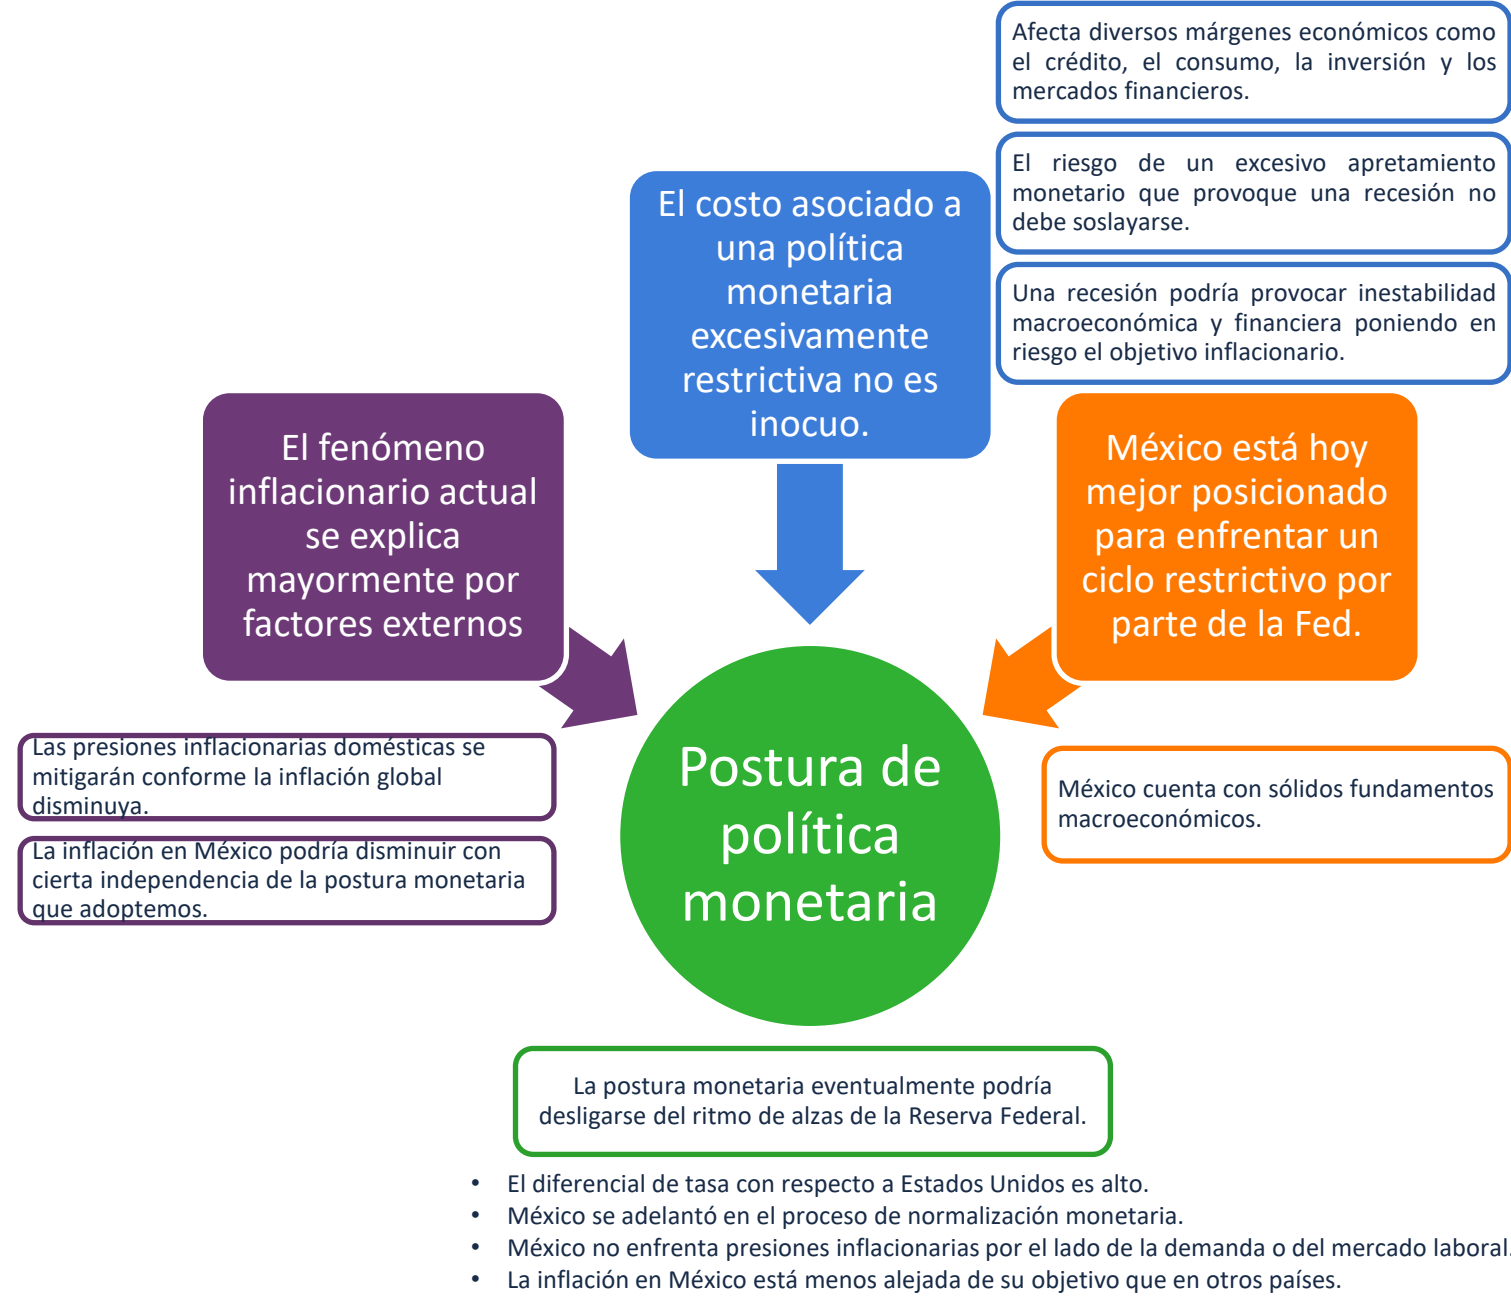 Afecta diversos márgenes económicos como
el crédito, el consumo, la inversión y los
mercados financieros.
El riesgo de un excesivo apretamiento
monetario que provoque una recesión no
debe soslayarse.
Una recesión podría provocar inestabilidad
macroeconómica y financiera poniendo en
riesgo el objetivo inflacionario.
El costo asociado a
una política
monetaria
excesivamente
restrictiva no es
inocuo.
El fenómeno
inflacionario actual
se explica
mayormente por
factores externos
México está hoy
mejor posicionado
para enfrentar un
ciclo restrictivo por
parte de la Fed.
Las presiones inflacionarias domésticas se
mitigarán conforme la inflación global
disminuya.
La inflación en México podría disminuir con
cierta independencia de la postura monetaria
que adoptemos.
Postura de
política
monetaria
México cuenta con sólidos fundamentos
macroeconómicos.
La postura monetaria eventualmente podría
desligarse del ritmo de alzas de la Reserva Federal.
• El diferencial de tasa con respecto a Estados Unidos es alto.
• México se adelantó en el proceso de normalización monetaria.
• México no enfrenta presiones inflacionarias por el lado de la demanda o del mercado laboral.
• La inflación en México está menos alejada de su objetivo que en otros países.